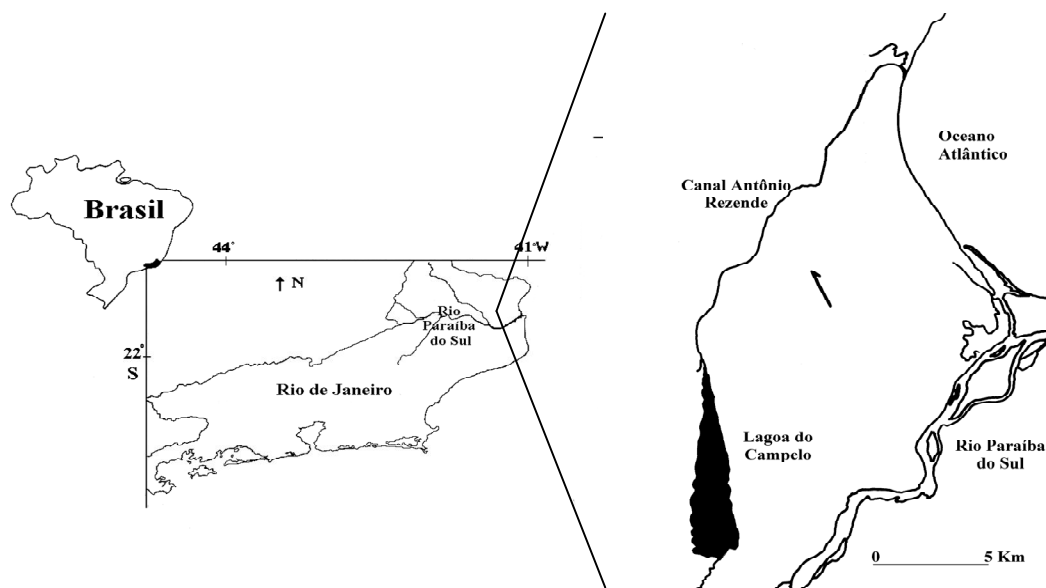 Brasil
44°
41°W
↑ N
22°
S
Rio
Paraíba
do Sul
Rio de Janeiro
Oceano
Atlântico
Canal Antônio
Rezende
Lagoa do
Campelo
Rio Paraíba
do Sul
0 5 Km